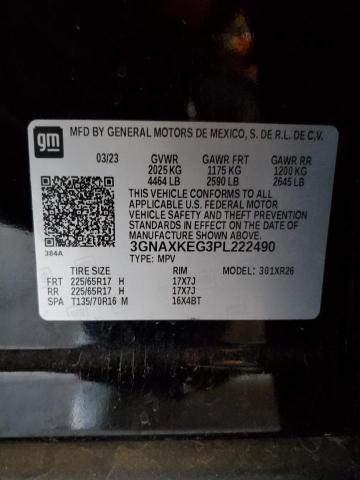 gm
MFD BY GENERAL MOTORS DE MEXICO, S. DE R.L. DE C.V.
03/23 GVWR GAWR FRT GAWR RR
2025 KG 1175 KG 1200 KG
4464 LB 2590 LB 2645 LB
THIS VEHICLE CONFORMS TO ALL
APPLICABLE U.S. FEDERAL MOTOR
VEHICLE SAFETY AND THEFT PREVENTION
STANDARDS IN EFFECT ON THE DATE OF
MANUFACTURE SHOWN ABOVE.
3GNAXKEG3PL222490
384A TYPE: MPV
TIRE SIZE RIM MODEL: 301XR26
FRT 225/65R17 H 17X7J
RR 225/65R17 H 17X7J
SPA T135/70R16 M 16X4BT